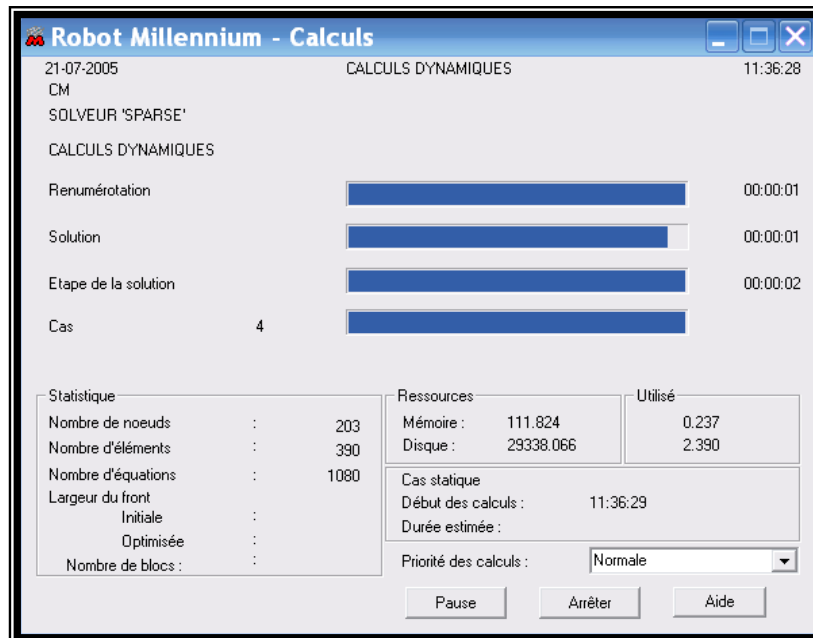 Robot Millennium - Calculs
21-07-2005 CALCULS DYNAMIQUES 11:36:28
CM
SOLVEUR 'SPARSE'
CALCULS DYNAMIQUES
Renumérotation 00:00:01
Solution 00:00:01
Etape de la solution 00:00:02
Cas 4
Statistique
Nombre de noeuds : 203
Nombre d'éléments : 390
Nombre d'équations : 1080
Largeur du front
Initiale :
Optimisée :
Nombre de blocs : :
Ressources Utilisé
Mémoire : 111.824 0.237
Disque : 29338.066 2.390
Cas statique
Début des calculs : 11:36:29
Durée estimée :
Priorité des calculs : Normale
Pause Arrêter Aide